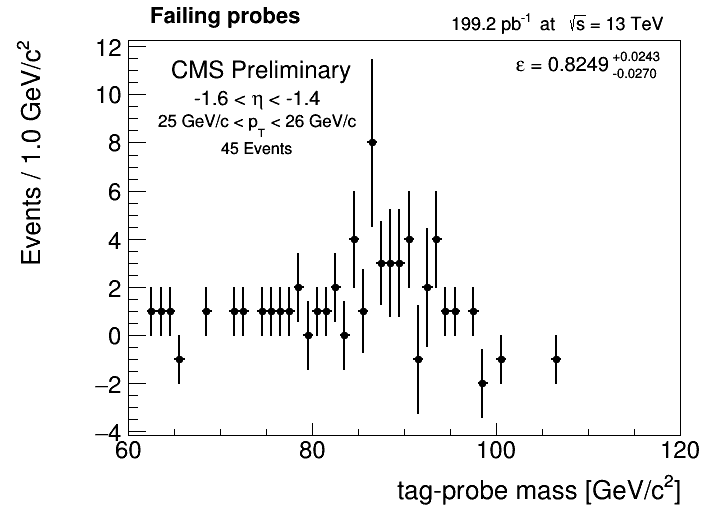 Failing probes
199.2 pb⁻¹ at √s = 13 TeV
CMS Preliminary
-1.6 < η < -1.4
25 GeV/c < p_T < 26 GeV/c
45 Events
ε = 0.8249 +0.0243 -0.0270
Events / 1.0 GeV/c²
12
10
8
6
4
2
0
−2
−4
60 80 100 120
tag-probe mass [GeV/c²]